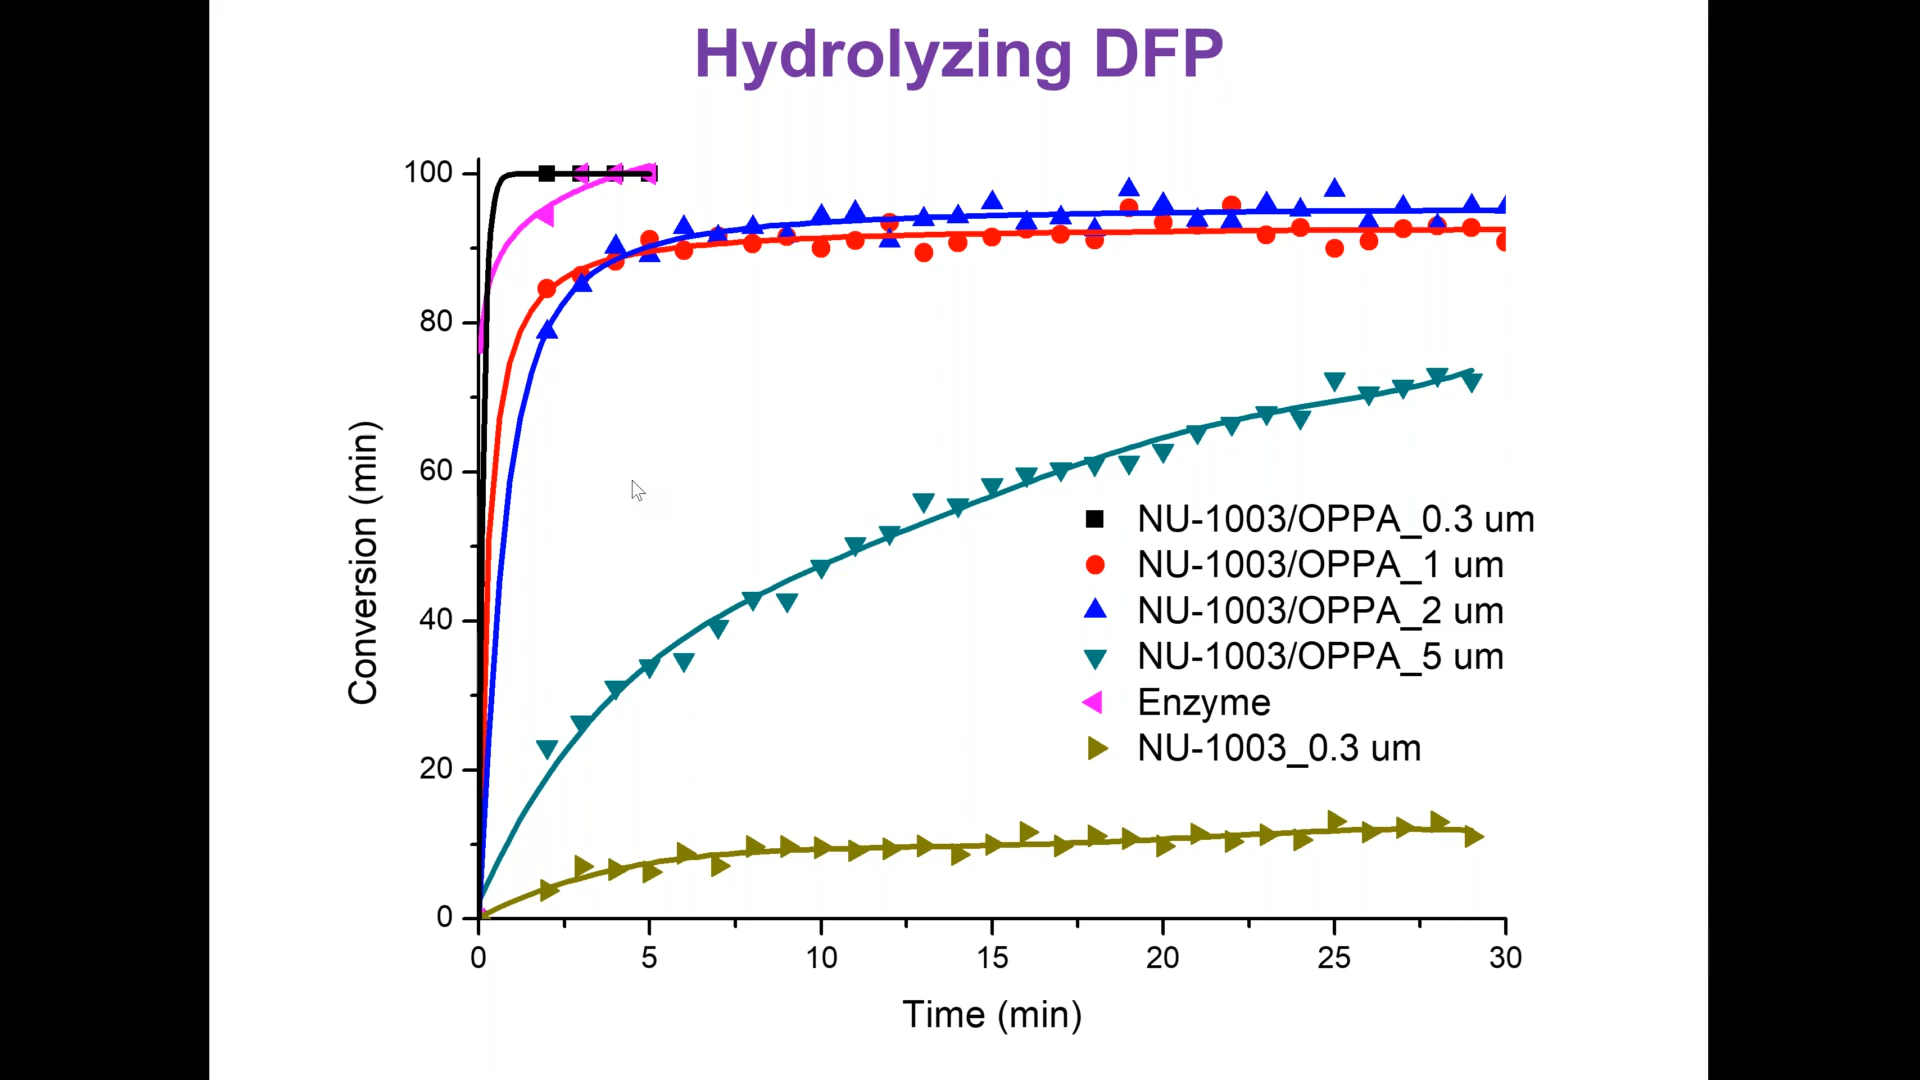 Hydrolyzing DFP
100
80
60
40
20
0
Conversion (min)
0 5 10 15 20 25 30
Time (min)
NU-1003/OPPA_0.3 um
NU-1003/OPPA_1 um
NU-1003/OPPA_2 um
NU-1003/OPPA_5 um
Enzyme
NU-1003_0.3 um